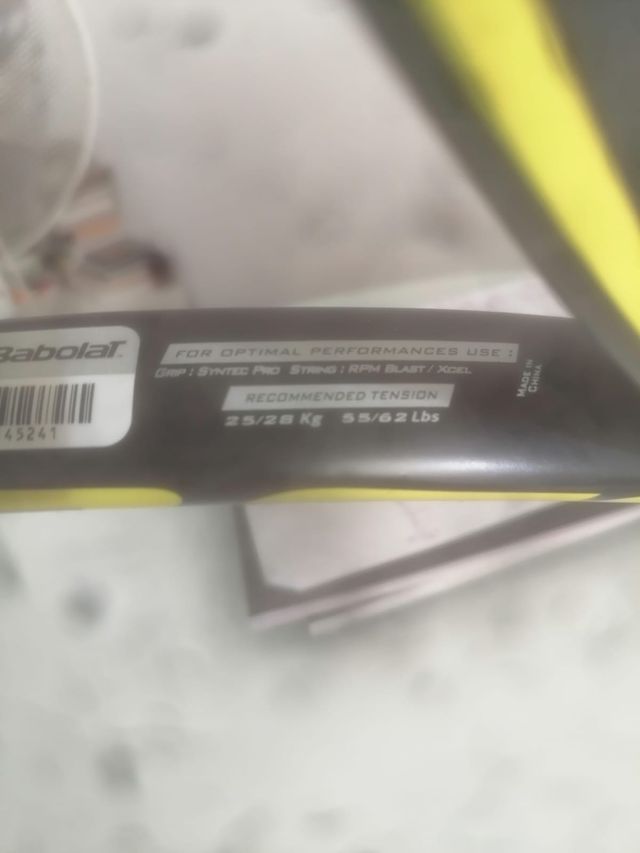 BabolaT
45241
FOR OPTIMAL PERFORMANCES USE :
GRIP : SYNTEC PRO STRING : RPM BLAST / XCEL
RECOMMENDED TENSION
25/28 Kg 55/62 Lbs
MADE IN
CHINA